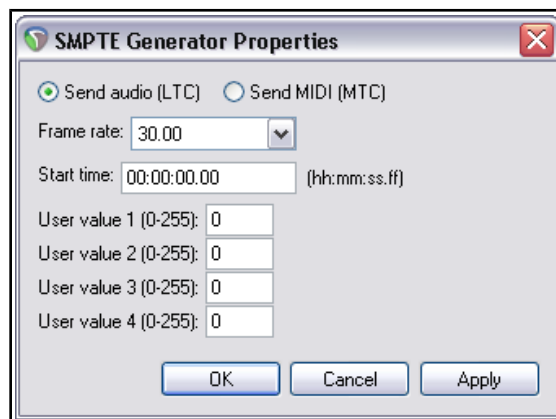 SMPTE Generator Properties
Send audio (LTC) Send MIDI (MTC)
Frame rate: 30.00
Start time: 00:00:00.00 (hh:mm:ss.ff)
User value 1 (0-255): 0
User value 2 (0-255): 0
User value 3 (0-255): 0
User value 4 (0-255): 0
OK Cancel Apply